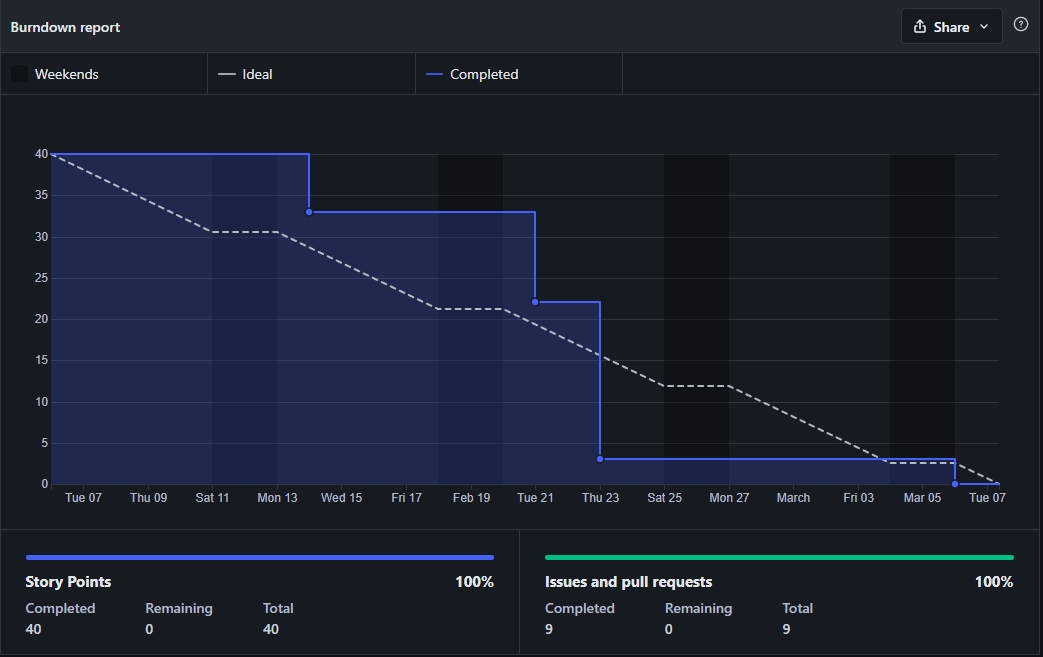 Burndown report
Share
Weekends
Ideal
Completed
40
35
30
25
20
15
10
5
0
Tue 07 Thu 09 Sat 11 Mon 13 Wed 15 Fri 17 Feb 19 Tue 21 Thu 23 Sat 25 Mon 27 March Fri 03 Mar 05 Tue 07
Story Points 100%
Completed Remaining Total
40 0 40
Issues and pull requests 100%
Completed Remaining Total
9 0 9